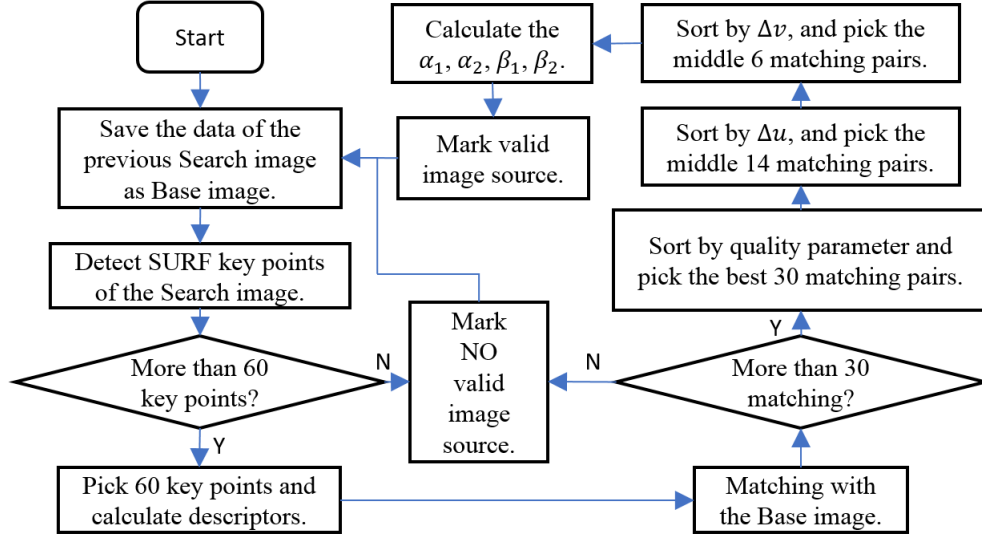 Start
Save the data of the
previous Search image
as Base image.
Detect SURF key points
of the Search image.
More than 60
key points?
N
Y
Pick 60 key points and
calculate descriptors.
Matching with
the Base image.
More than 30
matching?
N
Y
Mark
NO
valid
image
source.
Sort by quality parameter and
pick the best 30 matching pairs.
Sort by Δu, and pick the
middle 14 matching pairs.
Sort by Δv, and pick the
middle 6 matching pairs.
Calculate the
α₁, α₂, β₁, β₂.
Mark valid
image source.